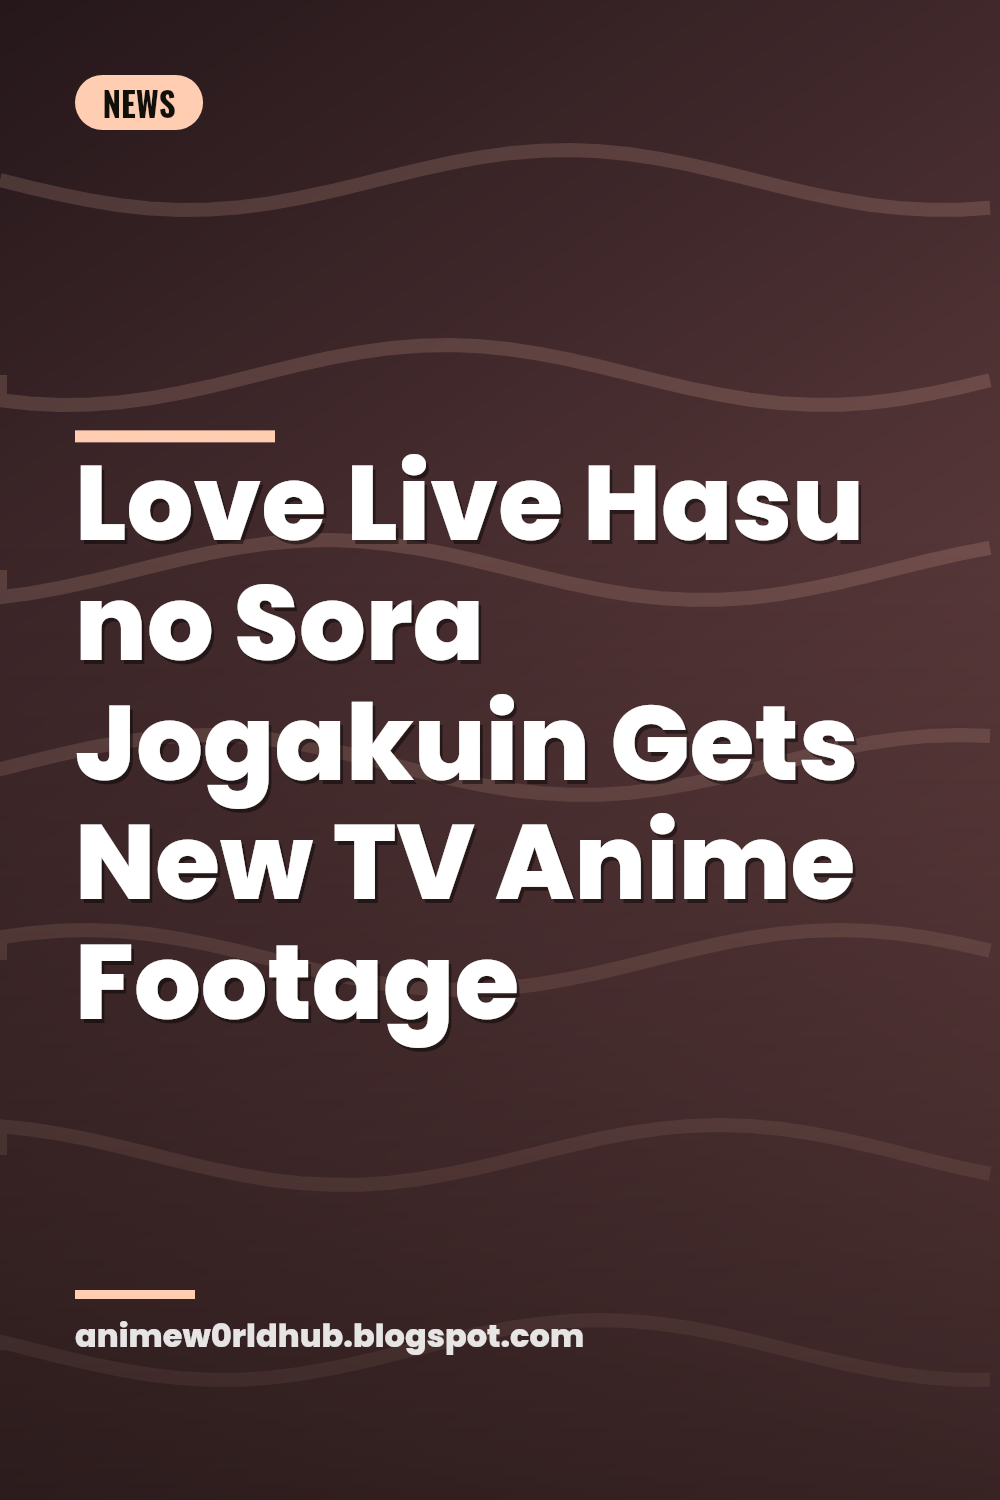 NEWS
Love Live Hasu
no Sora
Jogakuin Gets
New TV Anime
Footage
animew0rldhub.blogspot.com